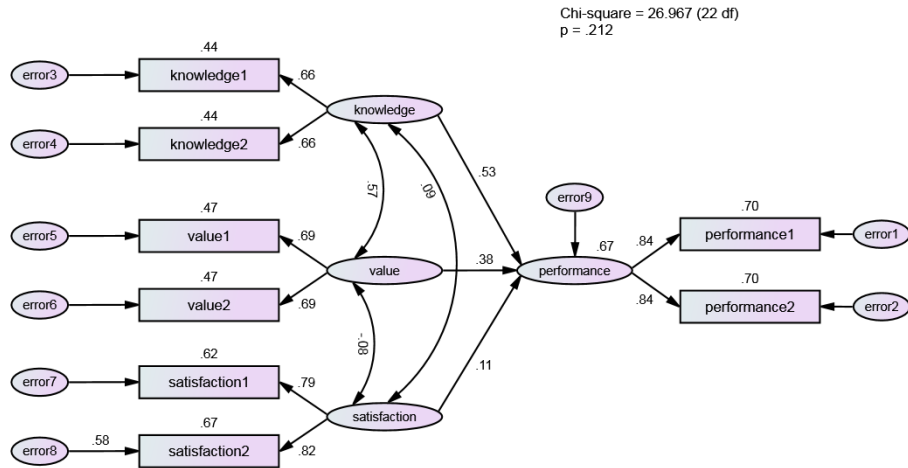 Chi-square = 26.967 (22 df)
p = .212
.44
error3
knowledge1
.66
knowledge
.44
error4
knowledge2
.66
.57
.09
.53
error9
.47
error5
value1
.69
value
.38
.67
performance
.84
.70
performance1
error1
.47
error6
value2
.69
.84
.70
performance2
error2
-.08
.11
.62
error7
satisfaction1
.79
satisfaction
.67
error8
.58
satisfaction2
.82